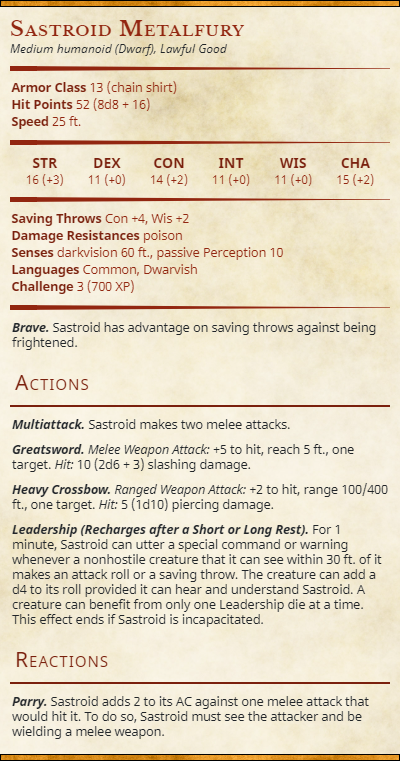 Sastroid Metalfury
Medium humanoid (Dwarf), Lawful Good
Armor Class 13 (chain shirt)
Hit Points 52 (8d8 + 16)
Speed 25 ft.
STR DEX CON INT WIS CHA
16 (+3) 11 (+0) 14 (+2) 11 (+0) 11 (+0) 15 (+2)
Saving Throws Con +4, Wis +2
Damage Resistances poison
Senses darkvision 60 ft., passive Perception 10
Languages Common, Dwarvish
Challenge 3 (700 XP)
Brave. Sastroid has advantage on saving throws against being
frightened.
Actions
Multiattack. Sastroid makes two melee attacks.
Greatsword. Melee Weapon Attack: +5 to hit, reach 5 ft., one
target. Hit: 10 (2d6 + 3) slashing damage.
Heavy Crossbow. Ranged Weapon Attack: +2 to hit, range 100/400
ft., one target. Hit: 5 (1d10) piercing damage.
Leadership (Recharges after a Short or Long Rest). For 1
minute, Sastroid can utter a special command or warning
whenever a nonhostile creature that it can see within 30 ft. of it
makes an attack roll or a saving throw. The creature can add a
d4 to its roll provided it can hear and understand Sastroid. A
creature can benefit from only one Leadership die at a time.
This effect ends if Sastroid is incapacitated.
Reactions
Parry. Sastroid adds 2 to its AC against one melee attack that
would hit it. To do so, Sastroid must see the attacker and be
wielding a melee weapon.